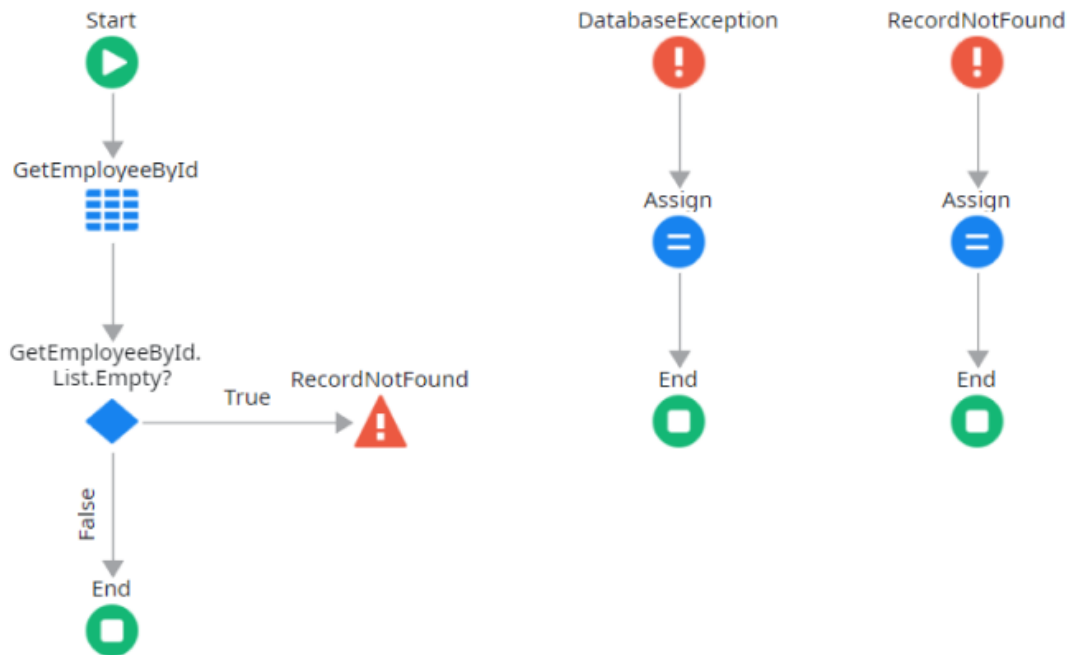 Start
DatabaseException
RecordNotFound
GetEmployeeById
Assign
Assign
GetEmployeeById.
List.Empty?
True
RecordNotFound
End
End
False
End